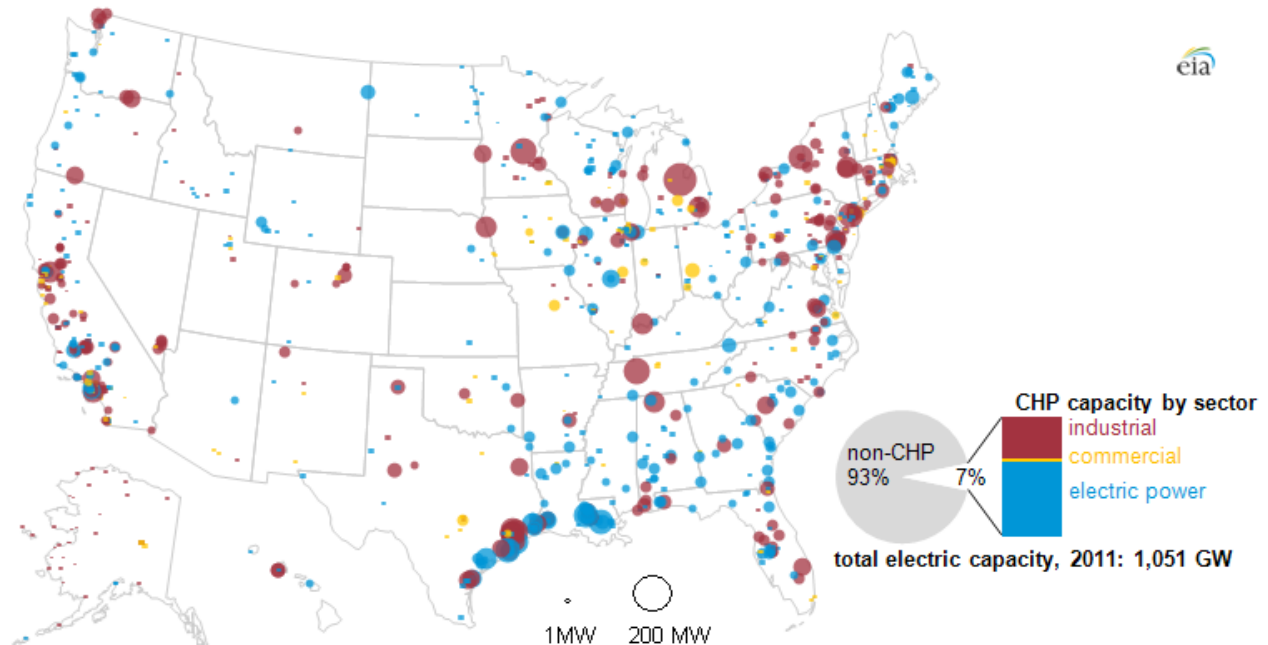 eia
CHP capacity by sector
industrial
commercial
electric power
non-CHP
93%
7%
total electric capacity, 2011: 1,051 GW
1MW
200 MW